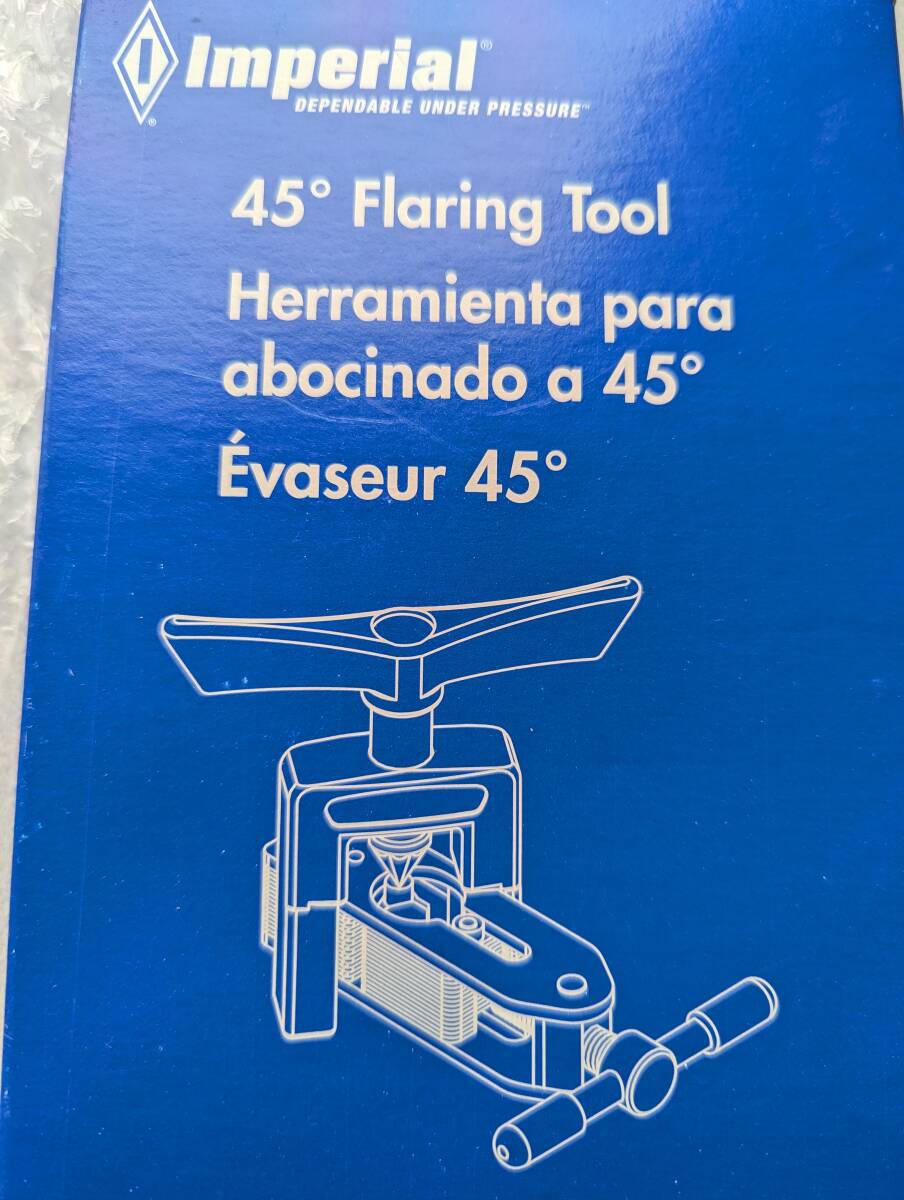 Imperial®
DEPENDABLE UNDER PRESSURE™
45° Flaring Tool
Herramienta para
abocinado a 45°
Évaseur 45°